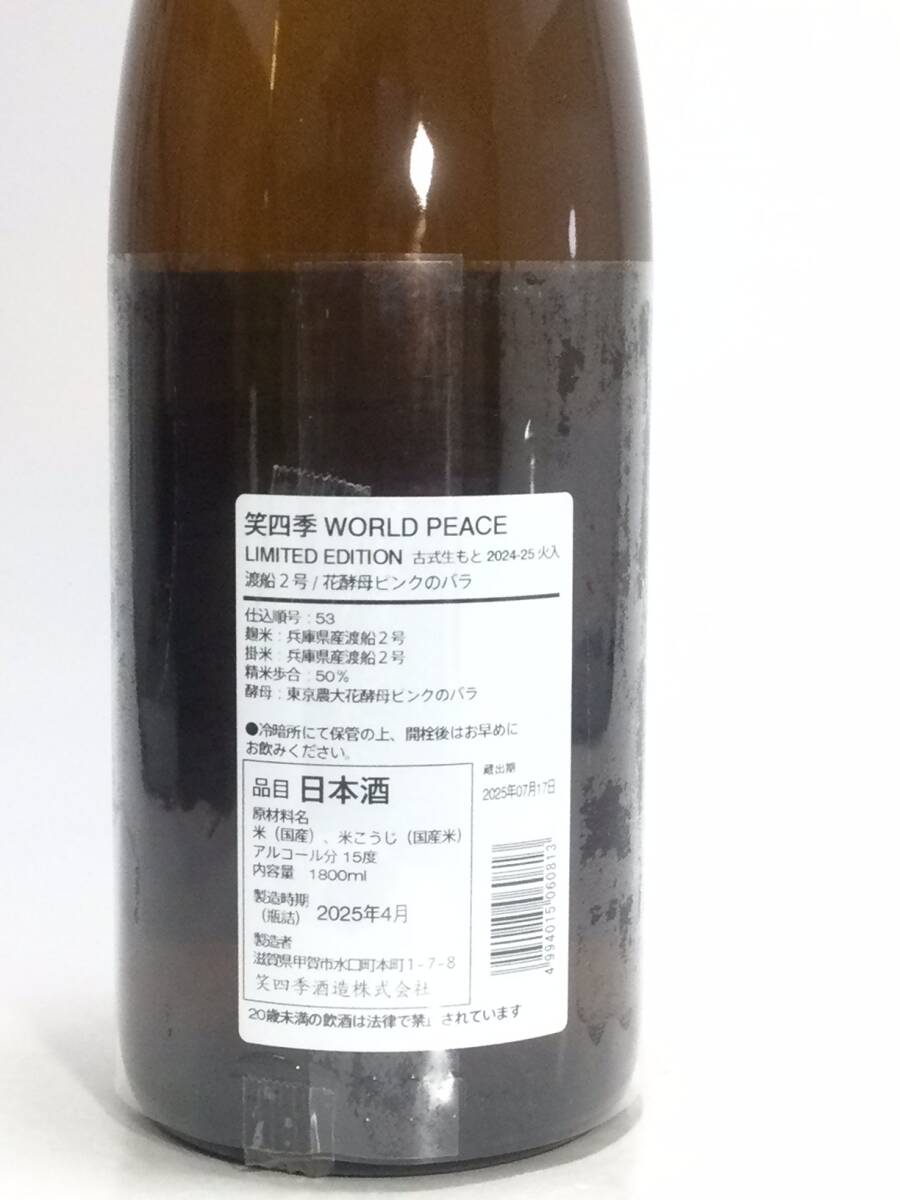 笑四季 WORLD PEACE
LIMITED EDITION 古式生もと 2024-25 火入
渡船2号 / 花酵母ピンクのバラ
仕込順号 : 53
麹米 : 兵庫県産渡船2号
掛米 : 兵庫県産渡船2号
精米歩合 : 50%
酵母 : 東京農大花酵母ピンクのバラ
●冷暗所にて保管の上、開栓後はお早めに
お飲みください。
品目 日本酒
原材料名
米（国産）、米こうじ（国産米）
アルコール分 15度
内容量 1800ml
製造時期
（瓶詰） 2025年4月
製造者
滋賀県甲賀市水口町本町1-7-8
笑四季酒造株式会社
蔵出期
2025年07月17日
4 994015 060813
20歳未満の飲酒は法律で禁止されています